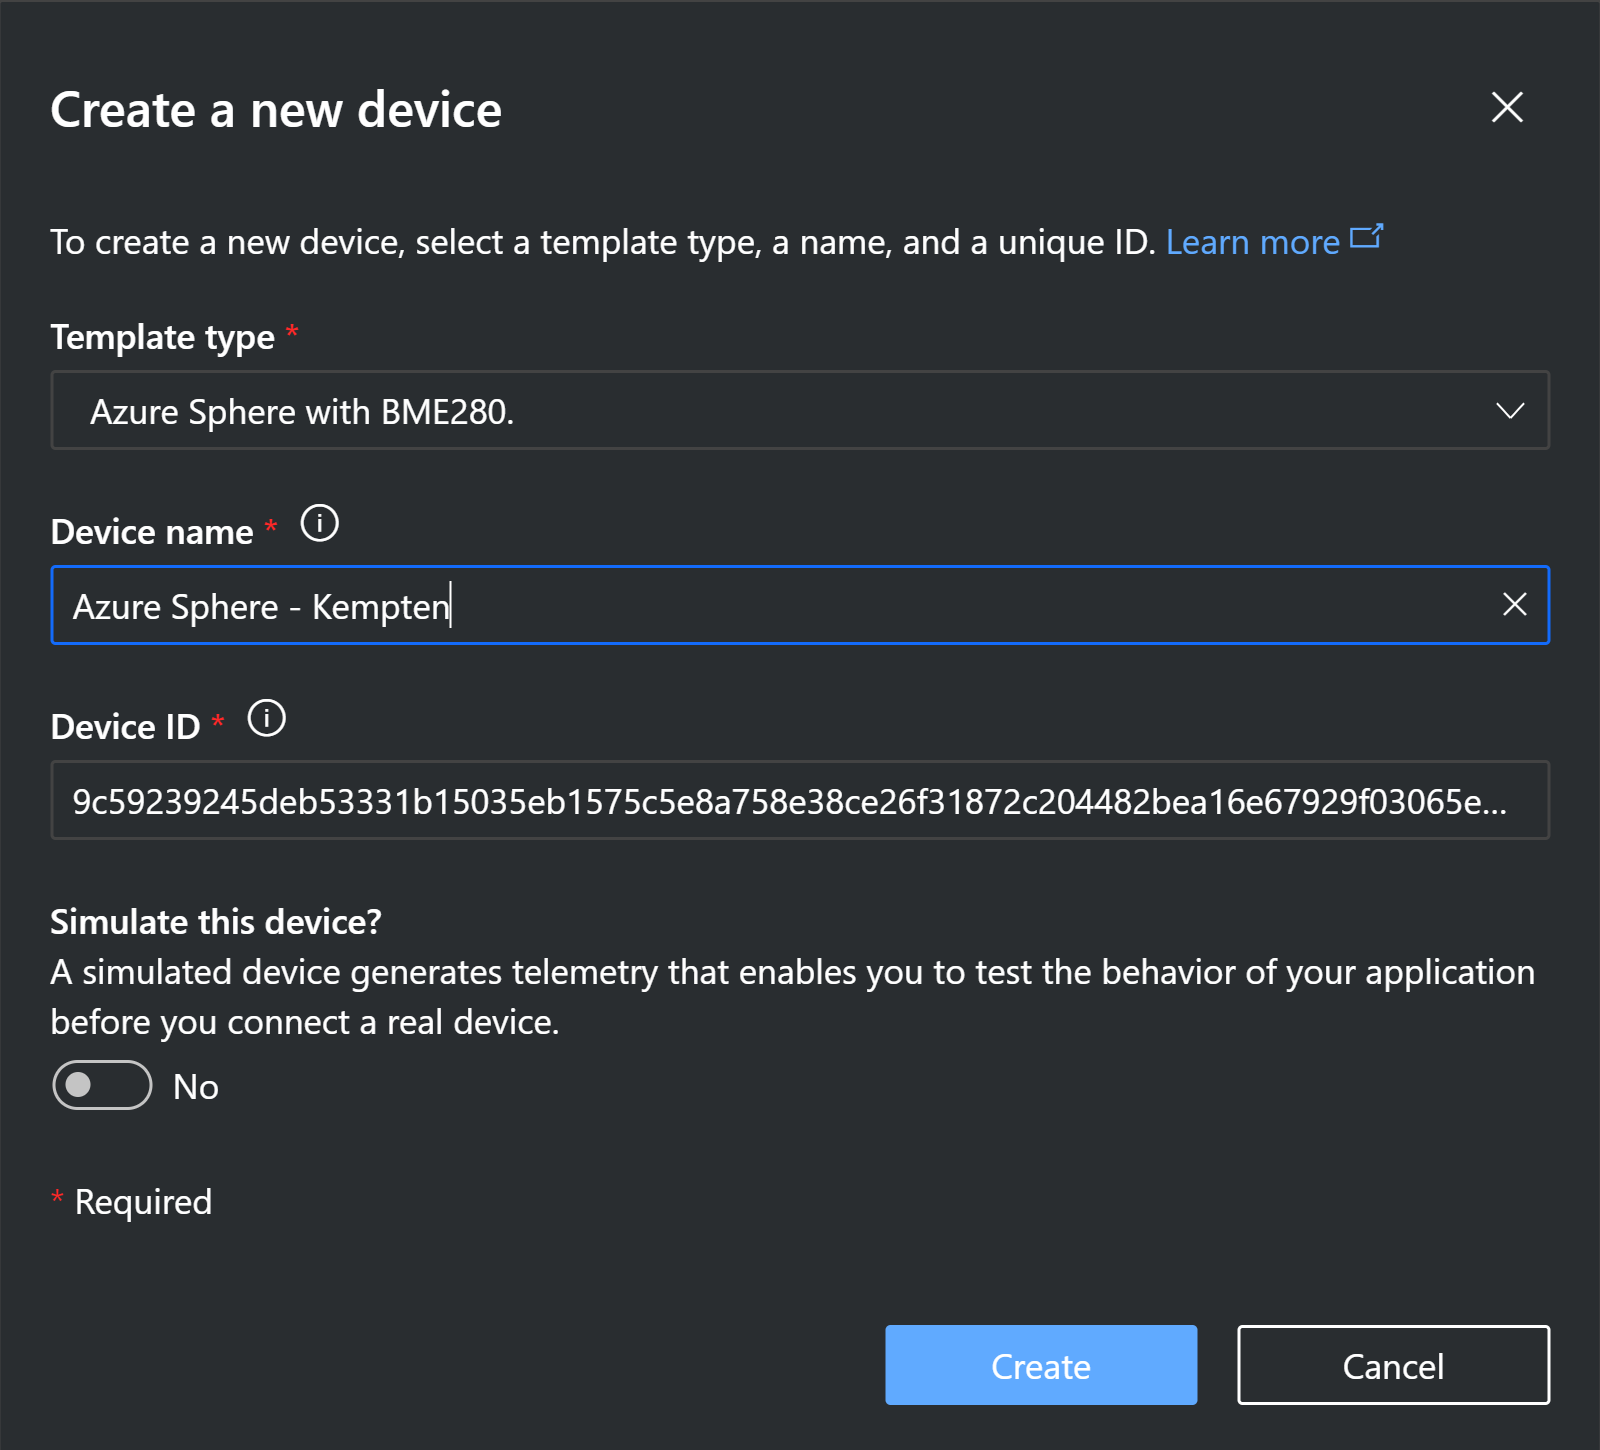 Create a new device
To create a new device, select a template type, a name, and a unique ID. Learn more
Template type *
Azure Sphere with BME280.
Device name *
Azure Sphere - Kempten
Device ID *
9c59239245deb53331b15035eb1575c5e8a758e38ce26f31872c204482bea16e67929f03065e...
Simulate this device?
A simulated device generates telemetry that enables you to test the behavior of your application
before you connect a real device.
No
* Required
Create
Cancel